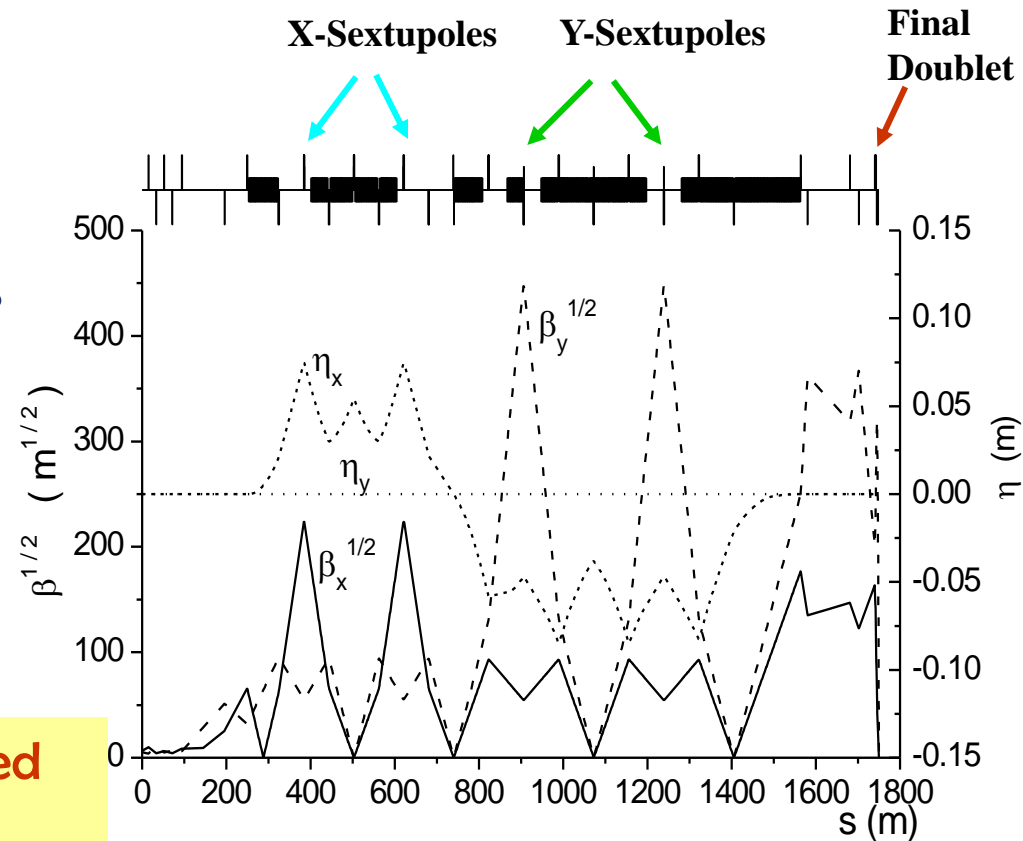 X-Sextupoles
Y-Sextupoles
Final
Doublet
500
400
300
200
100
0
β^1/2 ( m^1/2 )
0.15
0.10
0.05
0.00
-0.05
-0.10
-0.15
η (m)
η_x
η_y
β_x^1/2
β_y^1/2
0 200 400 600 800 1000 1200 1400 1600 1800
s (m)
ed